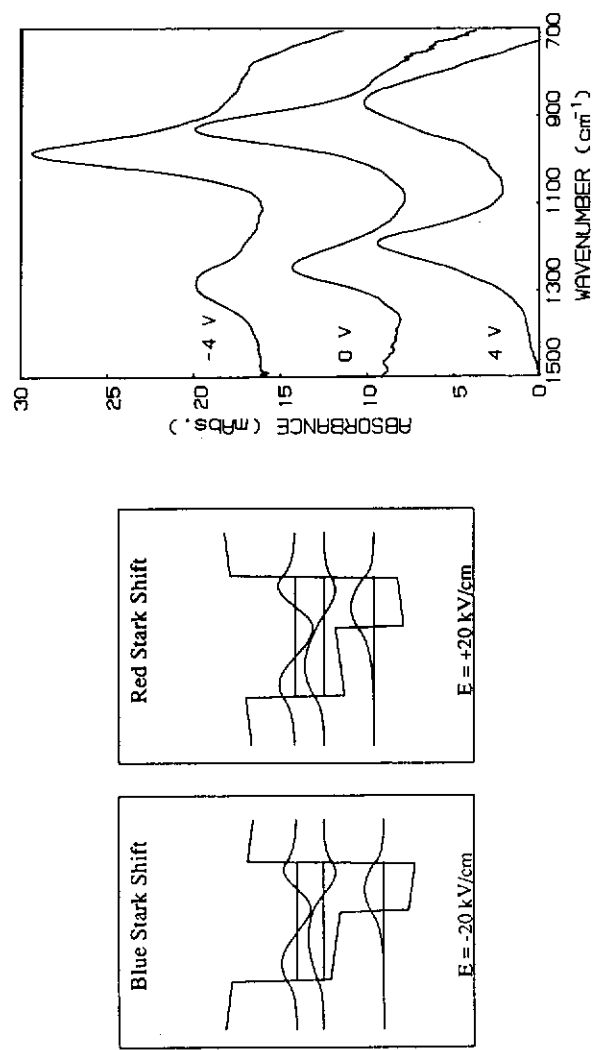 Blue Stark Shift
E = -20 kV/cm
Red Stark Shift
E = +20 kV/cm
ABSORBANCE (mAbs.)
30
25
20
15
10
5
0
-4 V
0 V
4 V
1500
1300
1100
900
700
WAVENUMBER (cm⁻¹)